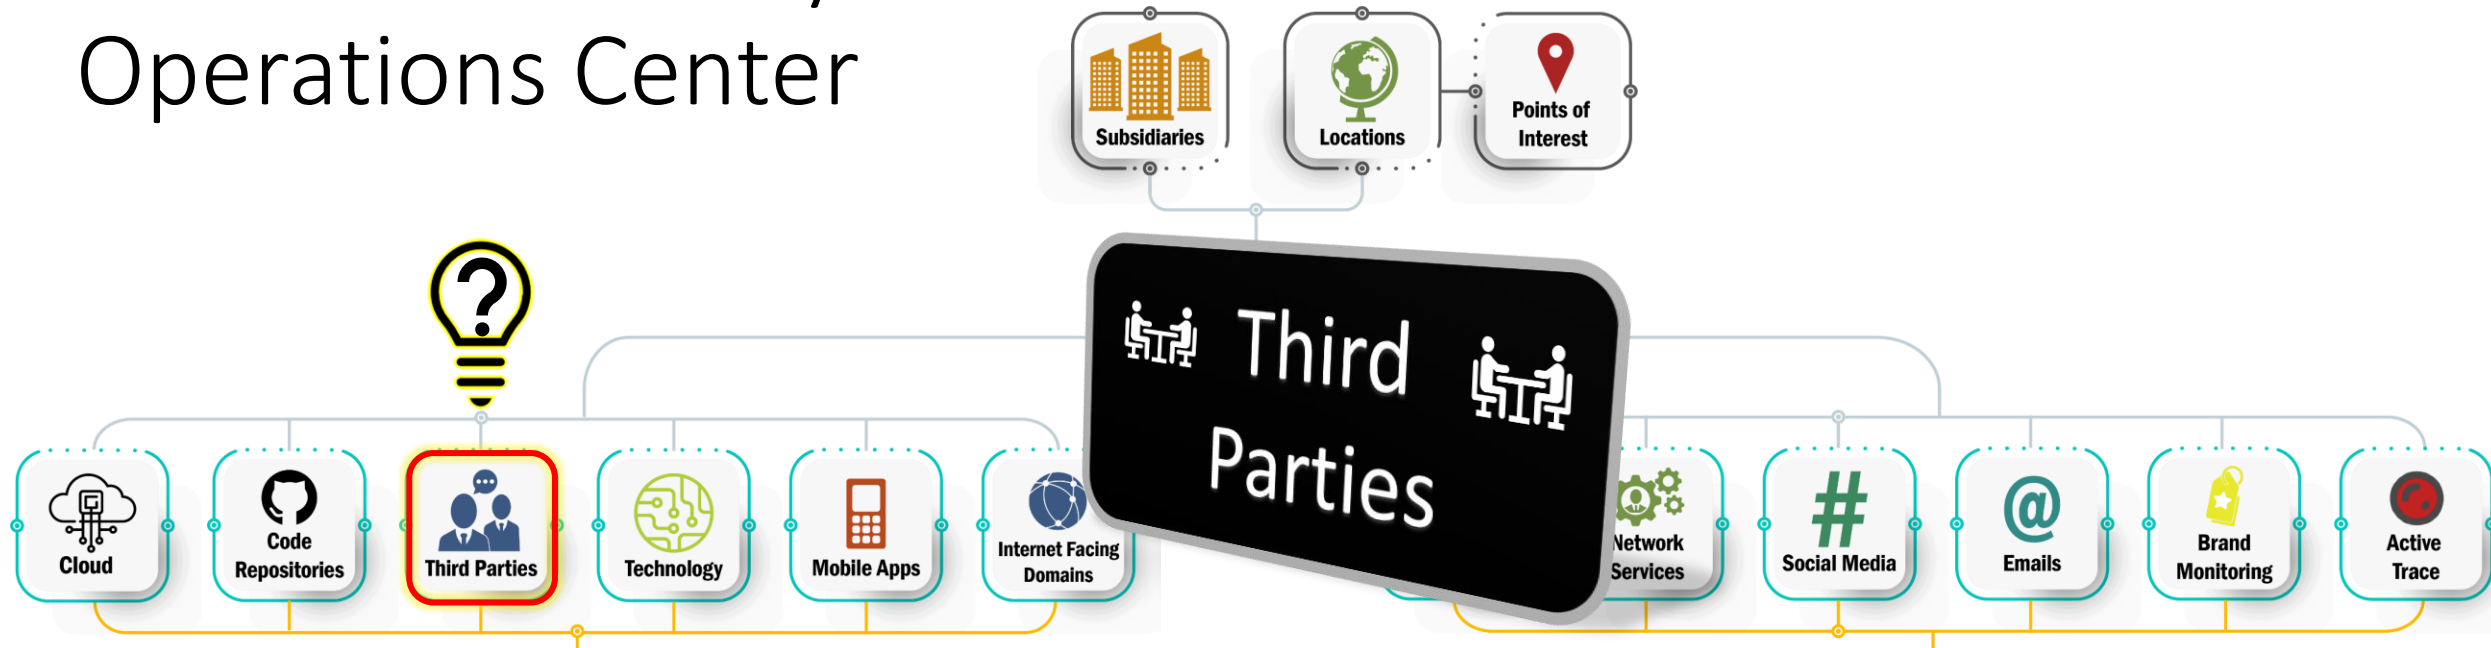 Operations Center
Subsidiaries
Locations
Points of
Interest
?
Third
Parties
Cloud
Code
Repositories
Third Parties
Technology
Mobile Apps
Internet Facing
Domains
Network
Services
#
Social Media
@
Emails
Brand
Monitoring
Active
Trace